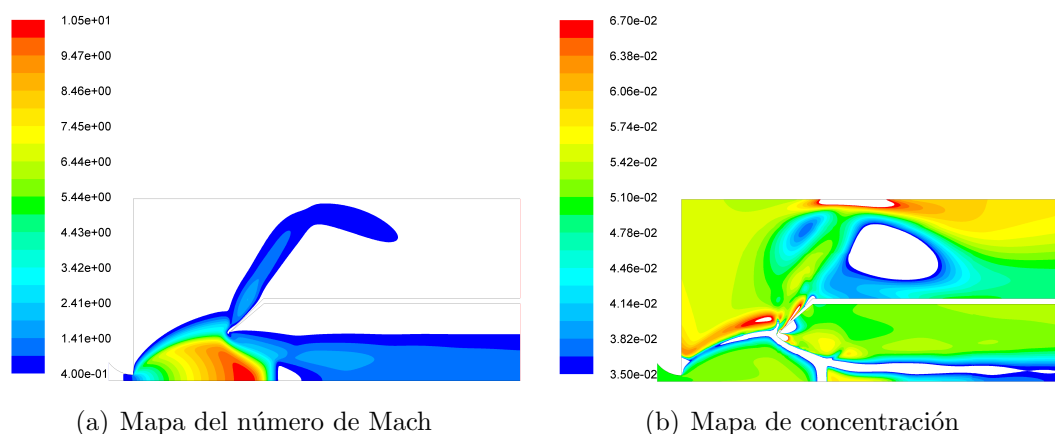 1.05e+01
9.47e+00
8.46e+00
7.45e+00
6.44e+00
5.44e+00
4.43e+00
3.42e+00
2.41e+00
1.41e+00
4.00e-01
6.70e-02
6.38e-02
6.06e-02
5.74e-02
5.42e-02
5.10e-02
4.78e-02
4.46e-02
4.14e-02
3.82e-02
3.50e-02
(a) Mapa del número de Mach
(b) Mapa de concentración